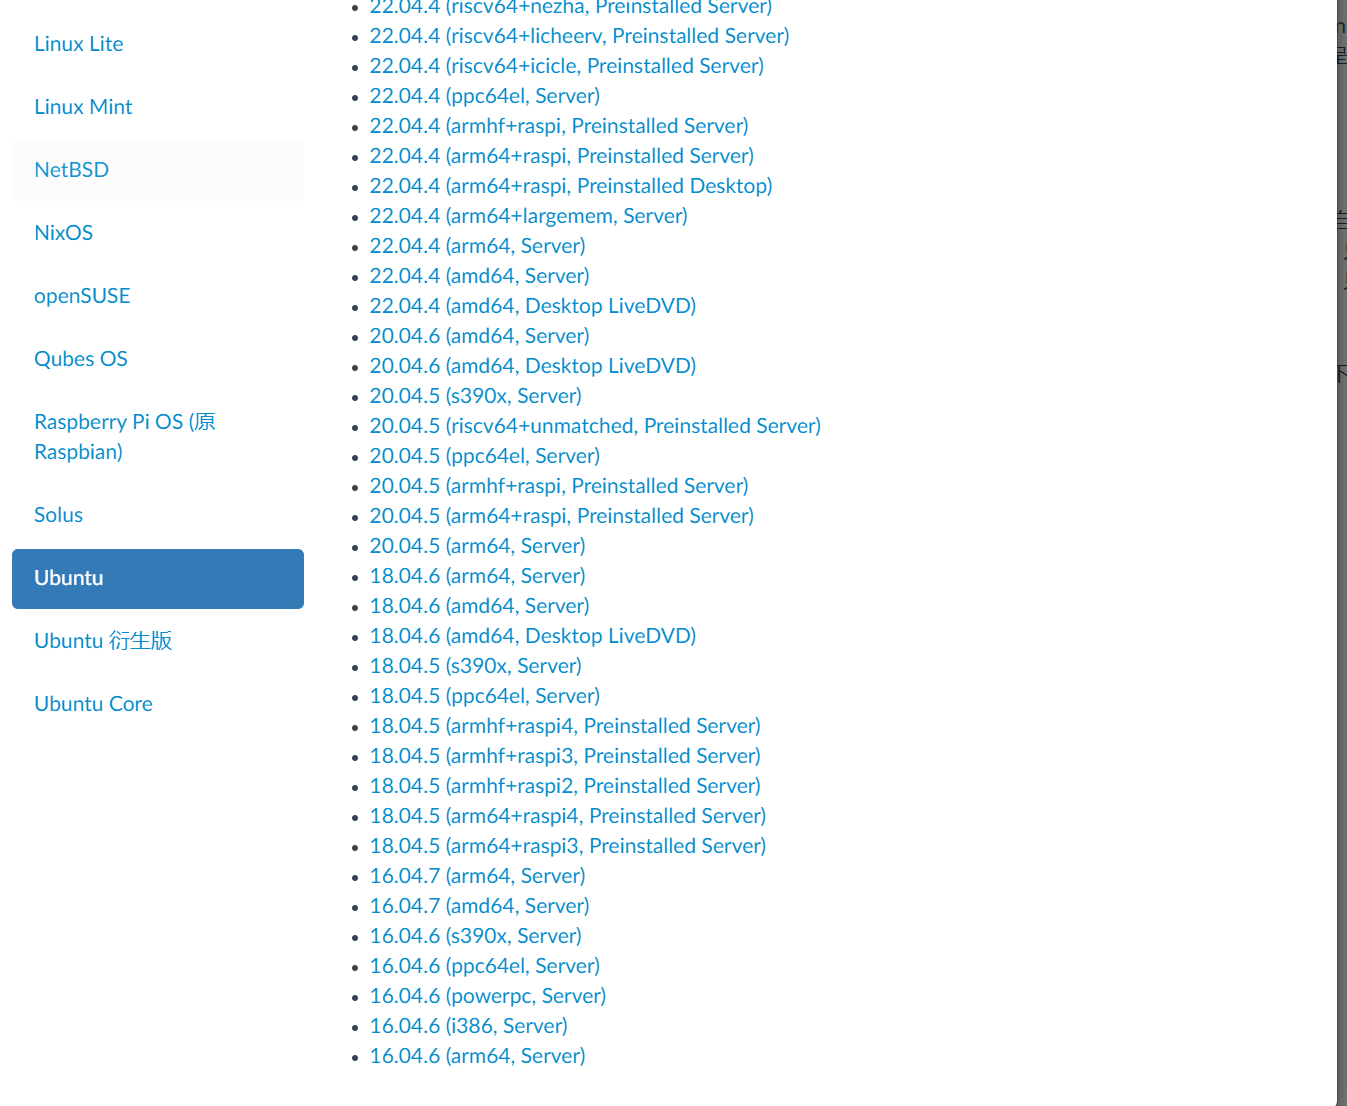 Linux Lite
Linux Mint
NetBSD
NixOS
openSUSE
Qubes OS
Raspberry Pi OS (原
Raspbian)
Solus
Ubuntu
Ubuntu 衍生版
Ubuntu Core
22.04.4 (riscv64+nezha, Preinstalled Server)
22.04.4 (riscv64+licheerv, Preinstalled Server)
22.04.4 (riscv64+icicle, Preinstalled Server)
22.04.4 (ppc64el, Server)
22.04.4 (armhf+raspi, Preinstalled Server)
22.04.4 (arm64+raspi, Preinstalled Server)
22.04.4 (arm64+raspi, Preinstalled Desktop)
22.04.4 (arm64+largemem, Server)
22.04.4 (arm64, Server)
22.04.4 (amd64, Server)
22.04.4 (amd64, Desktop LiveDVD)
20.04.6 (amd64, Server)
20.04.6 (amd64, Desktop LiveDVD)
20.04.5 (s390x, Server)
20.04.5 (riscv64+unmatched, Preinstalled Server)
20.04.5 (ppc64el, Server)
20.04.5 (armhf+raspi, Preinstalled Server)
20.04.5 (arm64+raspi, Preinstalled Server)
20.04.5 (arm64, Server)
18.04.6 (arm64, Server)
18.04.6 (amd64, Server)
18.04.6 (amd64, Desktop LiveDVD)
18.04.5 (s390x, Server)
18.04.5 (ppc64el, Server)
18.04.5 (armhf+raspi4, Preinstalled Server)
18.04.5 (armhf+raspi3, Preinstalled Server)
18.04.5 (armhf+raspi2, Preinstalled Server)
18.04.5 (arm64+raspi4, Preinstalled Server)
18.04.5 (arm64+raspi3, Preinstalled Server)
16.04.7 (arm64, Server)
16.04.7 (amd64, Server)
16.04.6 (s390x, Server)
16.04.6 (ppc64el, Server)
16.04.6 (powerpc, Server)
16.04.6 (i386, Server)
16.04.6 (arm64, Server)